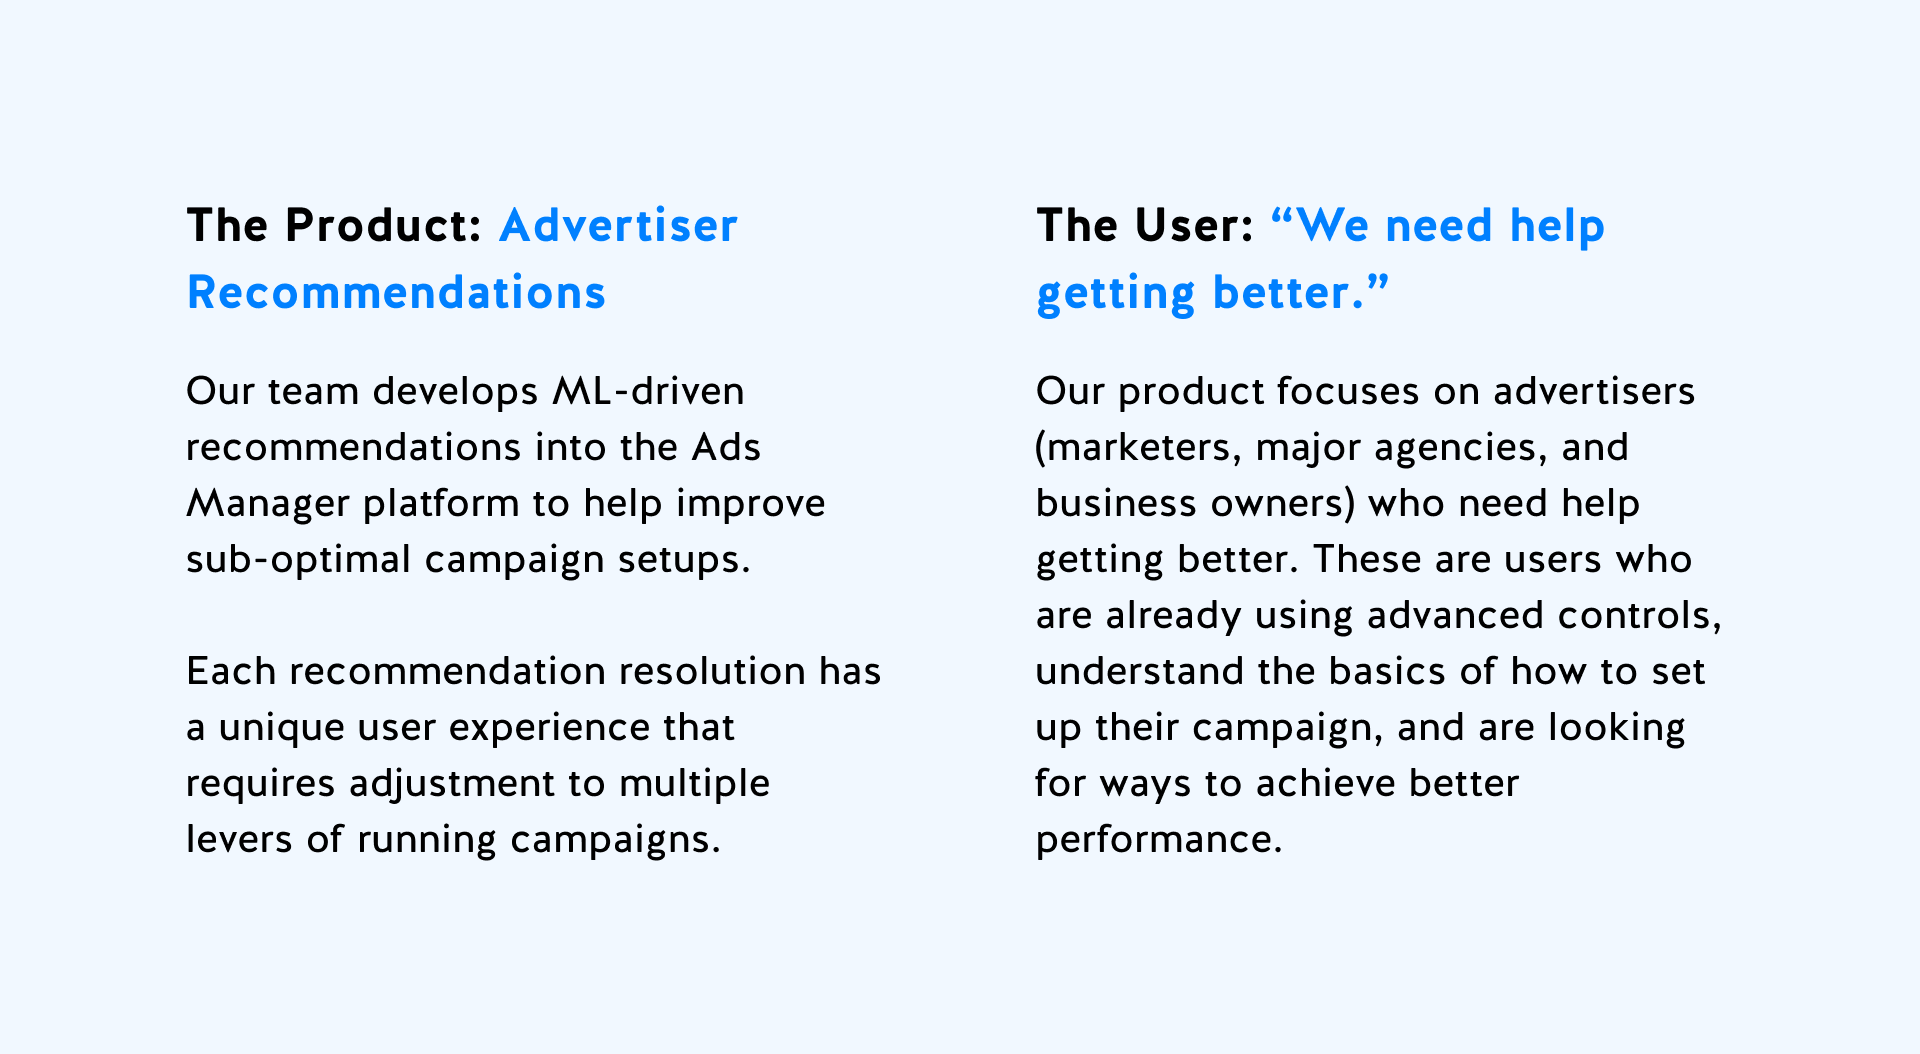 The Product: Advertiser
Recommendations
Our team develops ML-driven
recommendations into the Ads
Manager platform to help improve
sub-optimal campaign setups.
Each recommendation resolution has
a unique user experience that
requires adjustment to multiple
levers of running campaigns.
The User: “We need help
getting better.”
Our product focuses on advertisers
(marketers, major agencies, and
business owners) who need help
getting better. These are users who
are already using advanced controls,
understand the basics of how to set
up their campaign, and are looking
for ways to achieve better
performance.